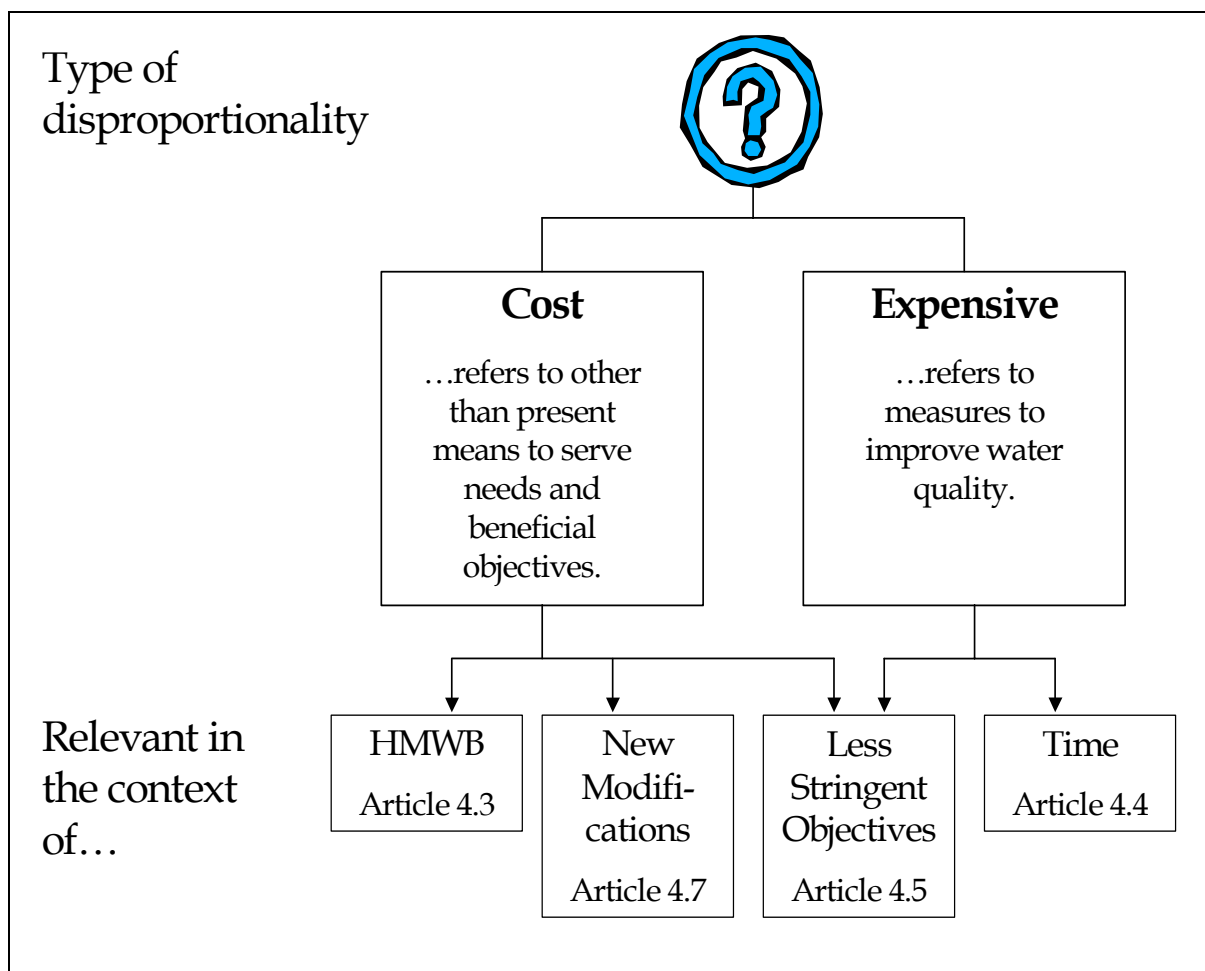 Type of
disproportionality
?
Cost
…refers to other
than present
means to serve
needs and
beneficial
objectives.
Expensive
…refers to
measures to
improve water
quality.
Relevant in
the context
of…
HMWB
Article 4.3
New
Modifi-
cations
Article 4.7
Less
Stringent
Objectives
Article 4.5
Time
Article 4.4